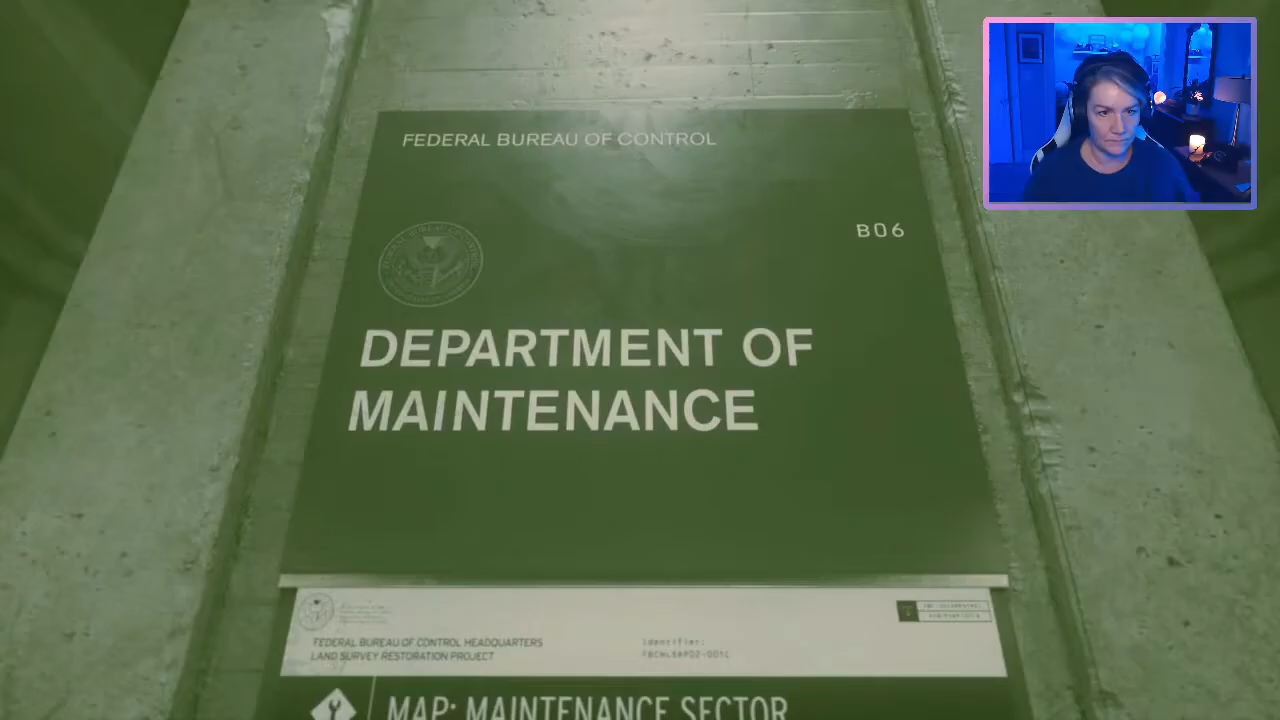 FEDERAL BUREAU OF CONTROL
B06
DEPARTMENT OF
MAINTENANCE
FEDERAL BUREAU OF CONTROL HEADQUARTERS
LAND SURVEY RESTORATION PROJECT
Identifier:
MAP: MAINTENANCE SECTOR